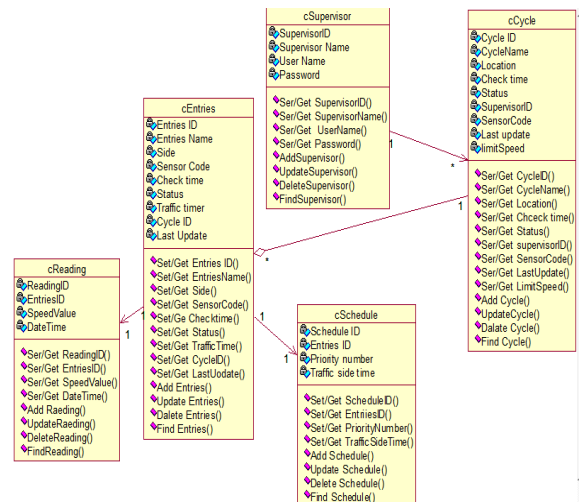 cSupervisor
SupervisorID
Supervisor Name
User Name
Password
Ser/Get SupervisorID()
Ser/Get SupervisorName()
Ser/Get UserName()
Ser/Get Password()
AddSupervisor()
UpdateSupervisor()
DeleteSupervisor()
FindSupervisor()
1
*
cCycle
Cycle ID
CycleName
Location
Check time
Status
SupervisorID
SensorCode
Last update
limitSpeed
Ser/Get CycleID()
Ser/Get CycleName()
Ser/Get Location()
Ser/Get Chceck time()
Ser/Get Status()
Ser/Get supervisorID()
Ser/Get SensorCode()
Ser/Get LastUpdate()
Ser/Get LimitSpeed()
Add Cycle()
UpdateCycle()
Dalate Cycle()
Find Cycle()
1
*
cEntries
Entries ID
Entries Name
Side
Sensor Code
Check time
Status
Traffic timer
Cycle ID
Last Update
Set/Get Entries ID()
Set/Get EntriesName()
Set/Get Side()
Set/Get SensorCode()
Set/Ge Checktime()
Set/Get Status()
Set/Get TrafficTime()
Set/Get CycleID()
Set/Get LastUodate()
Add Entries()
Update Entries()
Dalete Entries()
Find Entries()
1
1
cReading
ReadingID
EntriesID
SpeedValue
DateTime
Ser/Get ReadingID()
Ser/Get EntriesID()
Ser/Get SpeedValue()
Ser/Get DateTime()
Add Raeding()
UpdateRaeding()
DeleteReading()
FindReading()
1
1
cSchedule
Schedule ID
Entries ID
Priority number
Traffic side time
Set/Get ScheduleID()
Set/Get EntiiesID()
Set/Get PriorityNumber()
Set/Get TrafficSideTime()
Add Schedule()
Update Schedule()
Delete Schedule()
Find Schedule()